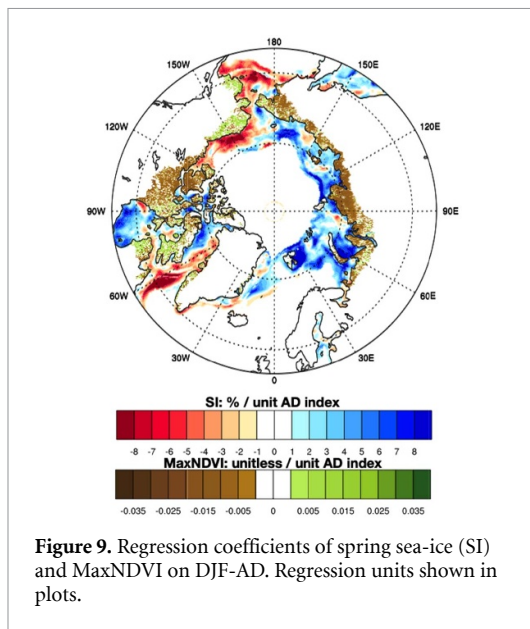 180
150W 150E
120W 120E
90W 90E
60W 60E
30W 30E
0
SI: % / unit AD index
-8 -7 -6 -5 -4 -3 -2 -1 0 1 2 3 4 5 6 7 8
MaxNDVI: unitless / unit AD index
-0.035 -0.025 -0.015 -0.005 0 0.005 0.015 0.025 0.035
Figure 9. Regression coefficients of spring sea-ice (SI)
and MaxNDVI on DJF-AD. Regression units shown in
plots.